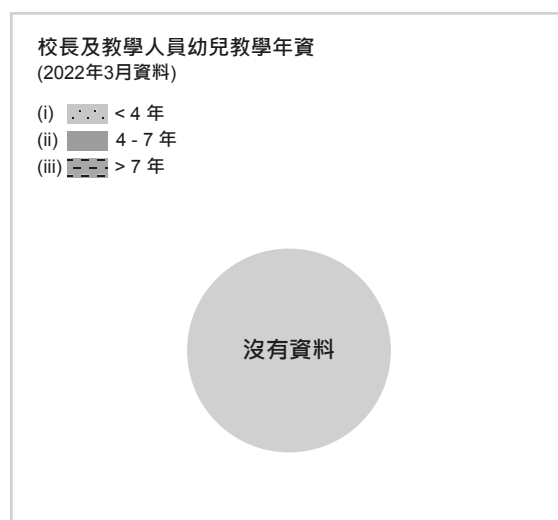 校長及教學人員幼兒教學年資
(2022年3月資料)
(i) < 4 年
(ii) 4 - 7 年
(iii) > 7 年
沒有資料